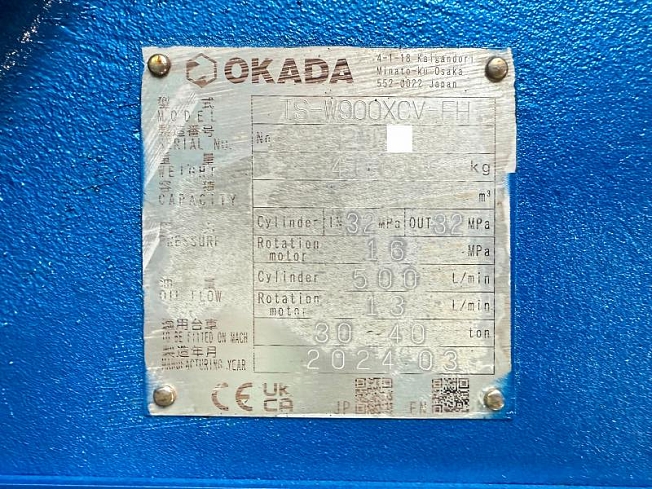 OKADA
4-1-18 Kaigandori
Minato-ku Osaka
552-0022 Japan
型式
MODEL
TS-W900XCV-FH
製造番号
SERIAL NO.
No
重量
WEIGHT
kg
容積
CAPACITY
m³
PRESSURE
Cylinder IN 32 MPa OUT 32 MPa
Rotation motor 16 MPa
OIL FLOW
Cylinder 500 ℓ/min
Rotation motor 13 ℓ/min
適用台車
TO BE FITTED ON MACH
30 ~ 40 ton
製造年月
MANUFACTURING YEAR
2024.03
CE UK CA
JP EN